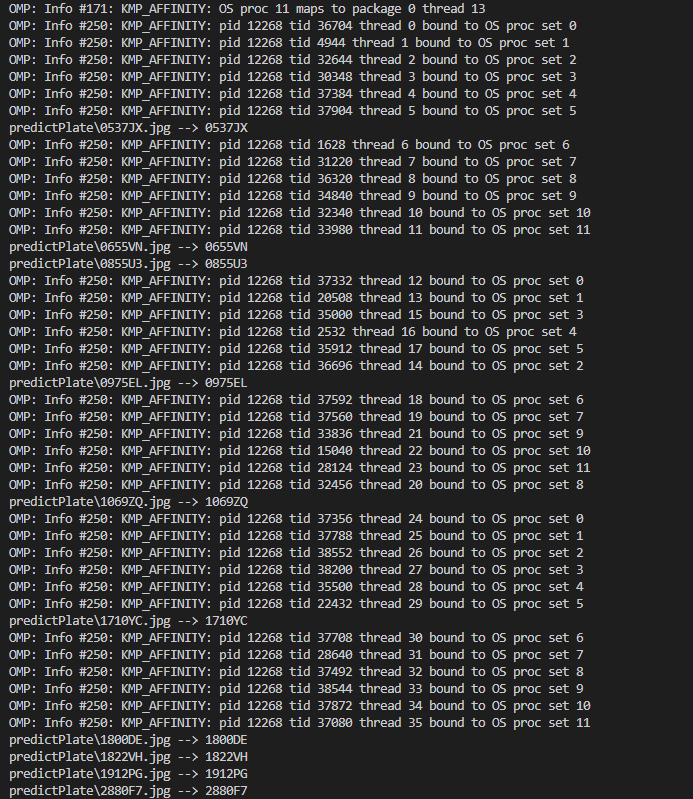 OMP: Info #171: KMP_AFFINITY: OS proc 11 maps to package 0 thread 13
OMP: Info #250: KMP_AFFINITY: pid 12268 tid 36704 thread 0 bound to OS proc set 0
OMP: Info #250: KMP_AFFINITY: pid 12268 tid 4944 thread 1 bound to OS proc set 1
OMP: Info #250: KMP_AFFINITY: pid 12268 tid 32644 thread 2 bound to OS proc set 2
OMP: Info #250: KMP_AFFINITY: pid 12268 tid 30348 thread 3 bound to OS proc set 3
OMP: Info #250: KMP_AFFINITY: pid 12268 tid 37384 thread 4 bound to OS proc set 4
OMP: Info #250: KMP_AFFINITY: pid 12268 tid 37904 thread 5 bound to OS proc set 5
predictPlate\0537JX.jpg --> 0537JX
OMP: Info #250: KMP_AFFINITY: pid 12268 tid 1628 thread 6 bound to OS proc set 6
OMP: Info #250: KMP_AFFINITY: pid 12268 tid 31220 thread 7 bound to OS proc set 7
OMP: Info #250: KMP_AFFINITY: pid 12268 tid 36320 thread 8 bound to OS proc set 8
OMP: Info #250: KMP_AFFINITY: pid 12268 tid 34840 thread 9 bound to OS proc set 9
OMP: Info #250: KMP_AFFINITY: pid 12268 tid 32340 thread 10 bound to OS proc set 10
OMP: Info #250: KMP_AFFINITY: pid 12268 tid 33980 thread 11 bound to OS proc set 11
predictPlate\0655VN.jpg --> 0655VN
predictPlate\0855U3.jpg --> 0855U3
OMP: Info #250: KMP_AFFINITY: pid 12268 tid 37332 thread 12 bound to OS proc set 0
OMP: Info #250: KMP_AFFINITY: pid 12268 tid 20508 thread 13 bound to OS proc set 1
OMP: Info #250: KMP_AFFINITY: pid 12268 tid 35000 thread 15 bound to OS proc set 3
OMP: Info #250: KMP_AFFINITY: pid 12268 tid 2532 thread 16 bound to OS proc set 4
OMP: Info #250: KMP_AFFINITY: pid 12268 tid 35912 thread 17 bound to OS proc set 5
OMP: Info #250: KMP_AFFINITY: pid 12268 tid 36696 thread 14 bound to OS proc set 2
predictPlate\0975EL.jpg --> 0975EL
OMP: Info #250: KMP_AFFINITY: pid 12268 tid 37592 thread 18 bound to OS proc set 6
OMP: Info #250: KMP_AFFINITY: pid 12268 tid 37560 thread 19 bound to OS proc set 7
OMP: Info #250: KMP_AFFINITY: pid 12268 tid 33836 thread 21 bound to OS proc set 9
OMP: Info #250: KMP_AFFINITY: pid 12268 tid 15040 thread 22 bound to OS proc set 10
OMP: Info #250: KMP_AFFINITY: pid 12268 tid 28124 thread 23 bound to OS proc set 11
OMP: Info #250: KMP_AFFINITY: pid 12268 tid 32456 thread 20 bound to OS proc set 8
predictPlate\1069ZQ.jpg --> 1069ZQ
OMP: Info #250: KMP_AFFINITY: pid 12268 tid 37356 thread 24 bound to OS proc set 0
OMP: Info #250: KMP_AFFINITY: pid 12268 tid 37788 thread 25 bound to OS proc set 1
OMP: Info #250: KMP_AFFINITY: pid 12268 tid 38552 thread 26 bound to OS proc set 2
OMP: Info #250: KMP_AFFINITY: pid 12268 tid 38200 thread 27 bound to OS proc set 3
OMP: Info #250: KMP_AFFINITY: pid 12268 tid 35500 thread 28 bound to OS proc set 4
OMP: Info #250: KMP_AFFINITY: pid 12268 tid 22432 thread 29 bound to OS proc set 5
predictPlate\1710YC.jpg --> 1710YC
OMP: Info #250: KMP_AFFINITY: pid 12268 tid 37708 thread 30 bound to OS proc set 6
OMP: Info #250: KMP_AFFINITY: pid 12268 tid 28640 thread 31 bound to OS proc set 7
OMP: Info #250: KMP_AFFINITY: pid 12268 tid 37492 thread 32 bound to OS proc set 8
OMP: Info #250: KMP_AFFINITY: pid 12268 tid 38544 thread 33 bound to OS proc set 9
OMP: Info #250: KMP_AFFINITY: pid 12268 tid 37872 thread 34 bound to OS proc set 10
OMP: Info #250: KMP_AFFINITY: pid 12268 tid 37080 thread 35 bound to OS proc set 11
predictPlate\1800DE.jpg --> 1800DE
predictPlate\1822VH.jpg --> 1822VH
predictPlate\1912PG.jpg --> 1912PG
predictPlate\2880F7.jpg --> 2880F7